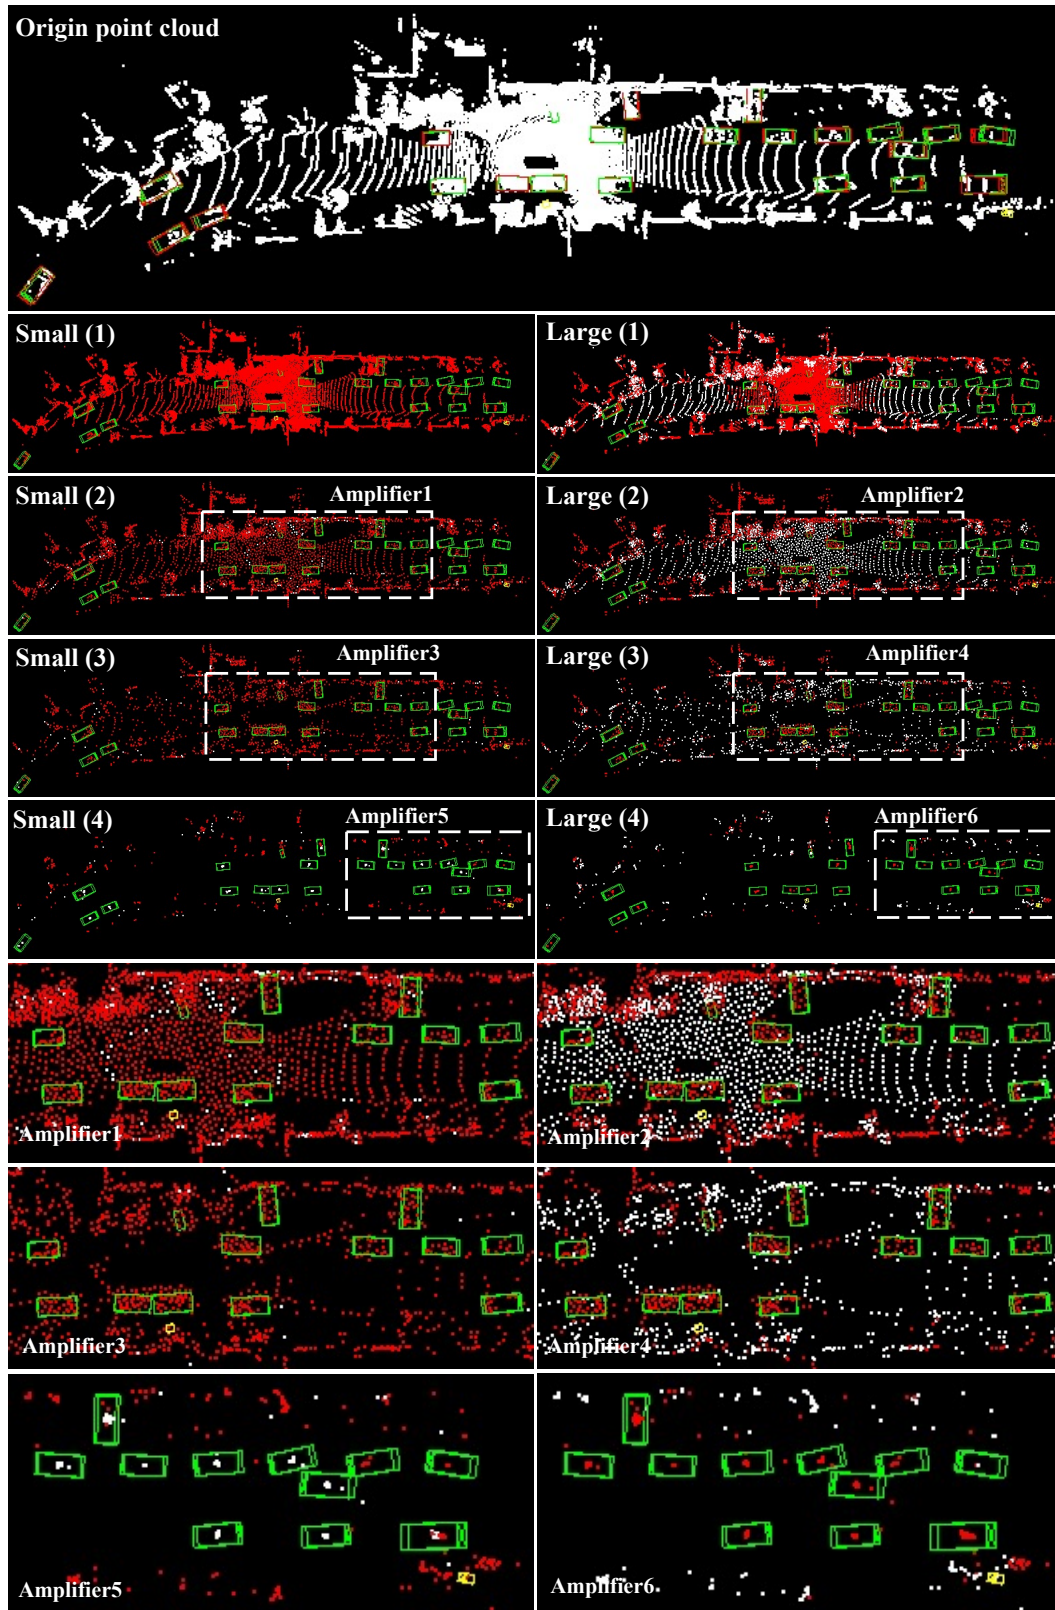 Origin point cloud
Small (1)
Large (1)
Small (2)
Amplifier1
Large (2)
Amplifier2
Small (3)
Amplifier3
Large (3)
Amplifier4
Small (4)
Amplifier5
Large (4)
Amplifier6
Amplifier1
Amplifier2
Amplifier3
Amplifier4
Amplifier5
Amplifier6